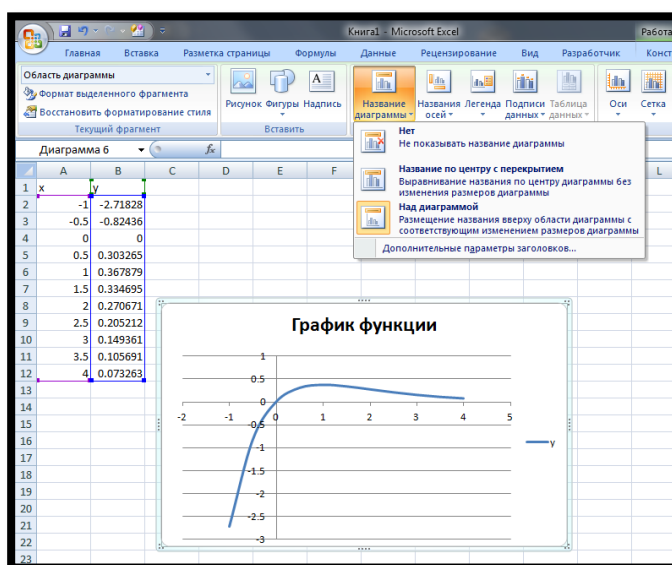 Книга1 - Microsoft Excel
Работа
Главная Вставка Разметка страницы Формулы Данные Рецензирование Вид Разработчик Конст
Область диаграммы
Формат выделенного фрагмента
Восстановить форматирование стиля
Текущий фрагмент
Рисунок Фигуры Надпись
Вставить
Название диаграммы
Названия осей
Легенда
Подписи данных
Таблица данных
Оси
Сетка
Нет
Не показывать название диаграммы
Название по центру с перекрытием
Выравнивание названия по центру диаграммы без
изменения размеров диаграммы
Над диаграммой
Размещение названия вверху области диаграммы с
соответствующим изменением размеров диаграммы
Дополнительные параметры заголовков...
Диаграмма 6 fx
A B C D E F L
1 x y
2 -1 -2.71828
3 -0.5 -0.82436
4 0 0
5 0.5 0.303265
6 1 0.367879
7 1.5 0.334695
8 2 0.270671
9 2.5 0.205212
10 3 0.149361
11 3.5 0.105691
12 4 0.073263
13
14
15
16
17
18
19
20
21
22
23
График функции
1
0.5
0
-2 -1 0 1 2 3 4 5
-0.5
-1
-1.5
-2
-2.5
-3
y